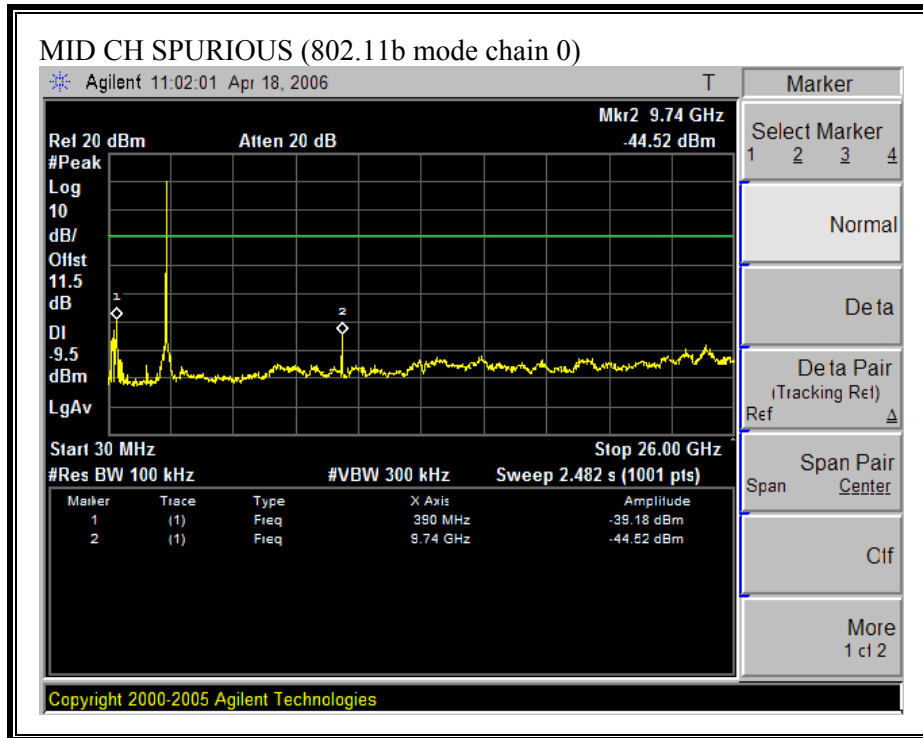 MID CH SPURIOUS (802.11b mode chain 0)
Agilent 11:02:01 Apr 18, 2006 T
Mkr2 9.74 GHz
Ref 20 dBm Atten 20 dB -44.52 dBm
#Peak
Log
10
dB/
Offst
11.5
dB
DI
-9.5
dBm
LgAv
1
2
Start 30 MHz Stop 26.00 GHz
#Res BW 100 kHz #VBW 300 kHz Sweep 2.482 s (1001 pts)
Marker Trace Type X Axis Amplitude
1 (1) Freq 390 MHz -39.18 dBm
2 (1) Freq 9.74 GHz -44.52 dBm
Copyright 2000-2005 Agilent Technologies
Marker
Select Marker
1 2 3 4
Normal
Delta
Delta Pair
(Tracking Ref)
Ref Δ
Span Pair
Span Center
Off
More
1 of 2